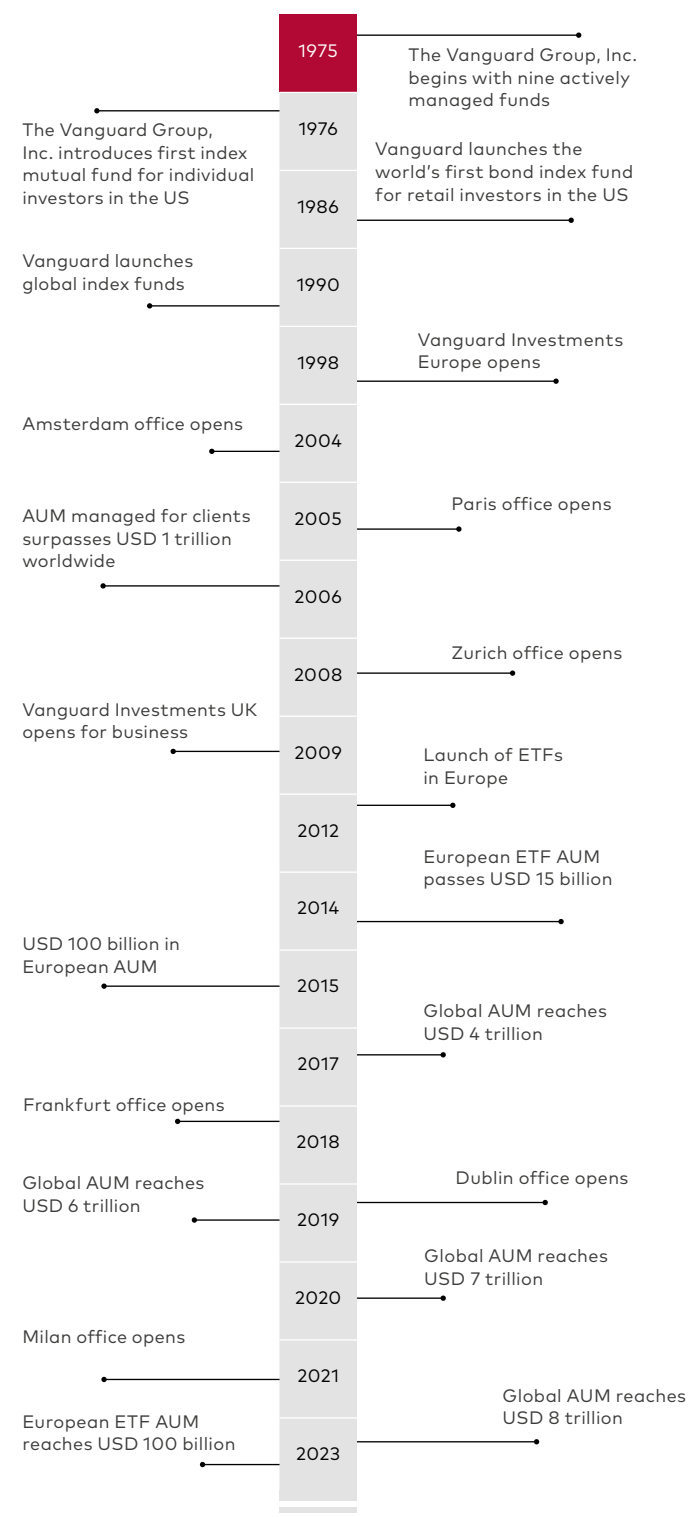 1975
The Vanguard Group, Inc.
begins with nine actively
managed funds
1976
The Vanguard Group,
Inc. introduces first index
mutual fund for individual
investors in the US
1986
Vanguard launches the
world's first bond index fund
for retail investors in the US
1990
Vanguard launches
global index funds
1998
Vanguard Investments
Europe opens
2004
Amsterdam office opens
2005
Paris office opens
2006
AUM managed for clients
surpasses USD 1 trillion
worldwide
2008
Zurich office opens
2009
Vanguard Investments UK
opens for business
2012
Launch of ETFs
in Europe
2014
European ETF AUM
passes USD 15 billion
2015
USD 100 billion in
European AUM
2017
Global AUM reaches
USD 4 trillion
2018
Frankfurt office opens
2019
Global AUM reaches
USD 6 trillion
Dublin office opens
2020
Global AUM reaches
USD 7 trillion
2021
Milan office opens
2023
Global AUM reaches
USD 8 trillion
European ETF AUM
reaches USD 100 billion